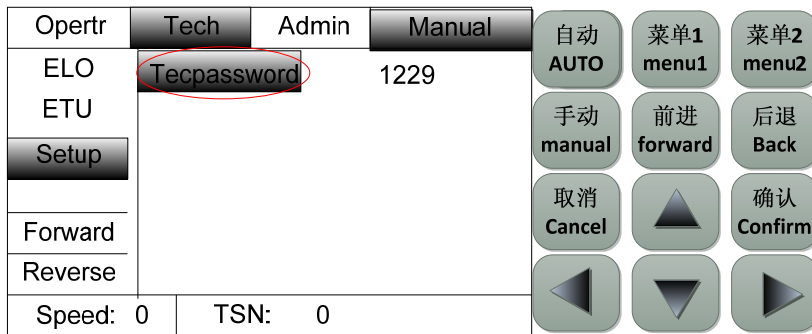 Opertr Tech Admin Manual
ELO Tecpassword 1229
ETU
Setup
Forward
Reverse
Speed: 0 TSN: 0
自动 菜单1 菜单2
AUTO menu1 menu2
手动 前进 后退
manual forward Back
取消 确认
Cancel Confirm